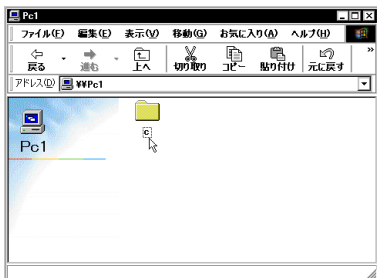 Pc1
ファイル(F) 編集(E) 表示(V) 移動(G) お気に入り(A) ヘルプ(H)
戻る 進む 上へ 切り取り コピー 貼り付け 元に戻す »
アドレス(D) ¥¥Pc1
Pc1
c